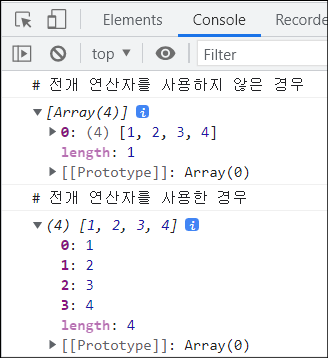 Elements Console Recorde
top Filter
# 전개 연산자를 사용하지 않은 경우
[Array(4)] i
0: (4) [1, 2, 3, 4]
length: 1
[[Prototype]]: Array(0)
# 전개 연산자를 사용한 경우
(4) [1, 2, 3, 4] i
0: 1
1: 2
2: 3
3: 4
length: 4
[[Prototype]]: Array(0)